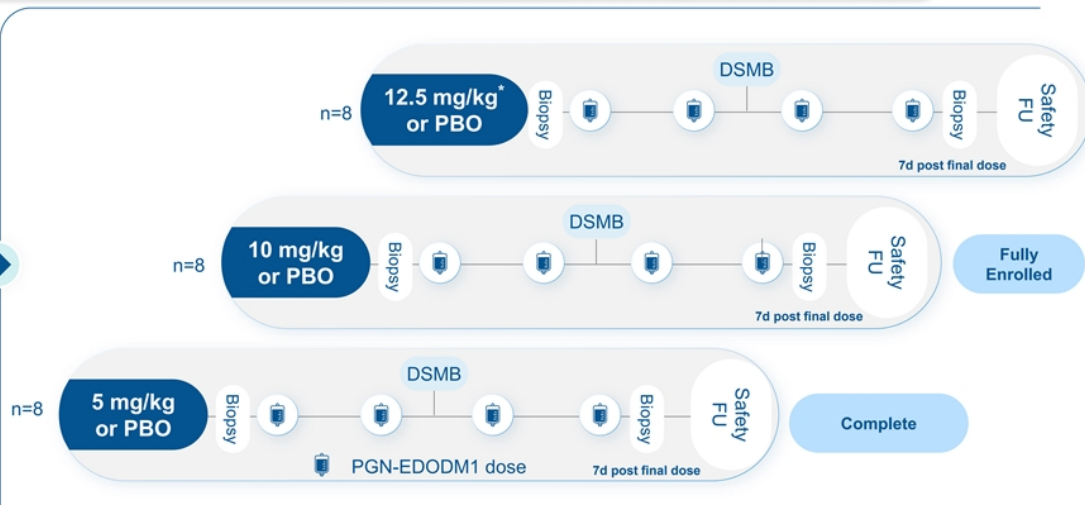 DSMB
n=8
12.5 mg/kg*
or PBO
Biopsy
Biopsy
Safety
FU
7d post final dose
DSMB
n=8
10 mg/kg
or PBO
Biopsy
Biopsy
Safety
FU
Fully
Enrolled
7d post final dose
DSMB
n=8
5 mg/kg
or PBO
Biopsy
Biopsy
Safety
FU
Complete
PGN-EDODM1 dose
7d post final dose